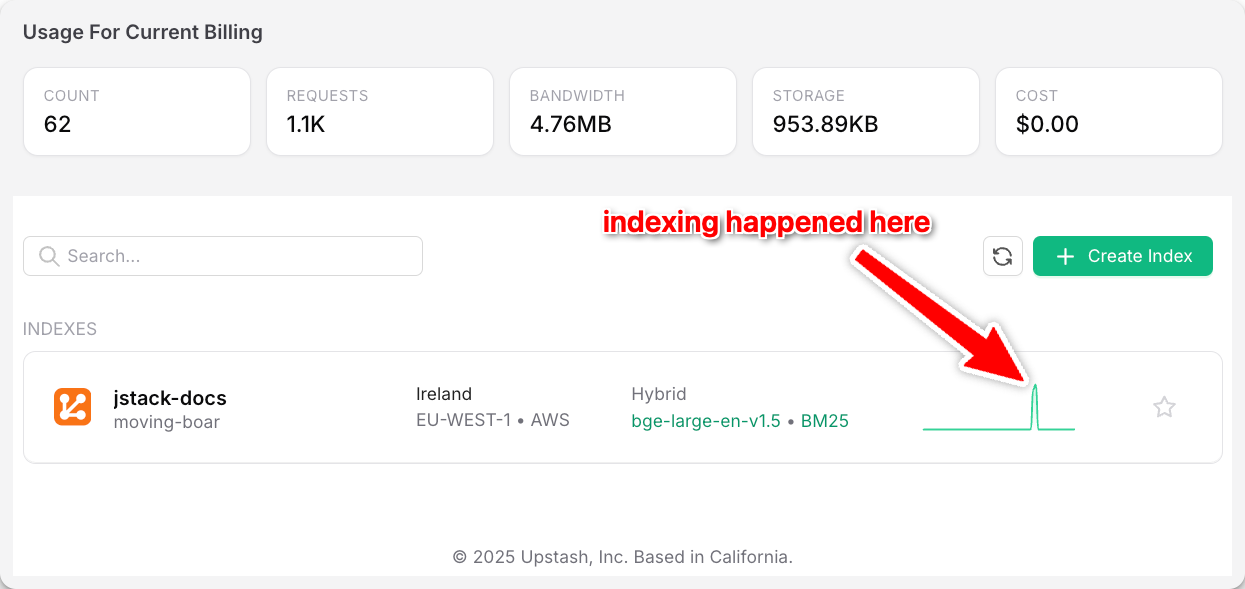 Usage For Current Billing
COUNT
62
REQUESTS
1.1K
BANDWIDTH
4.76MB
STORAGE
953.89KB
COST
$0.00
indexing happened here
Search...
Create Index
INDEXES
jstack-docs
moving-boar
Ireland
EU-WEST-1 • AWS
Hybrid
bge-large-en-v1.5 • BM25
© 2025 Upstash, Inc. Based in California.